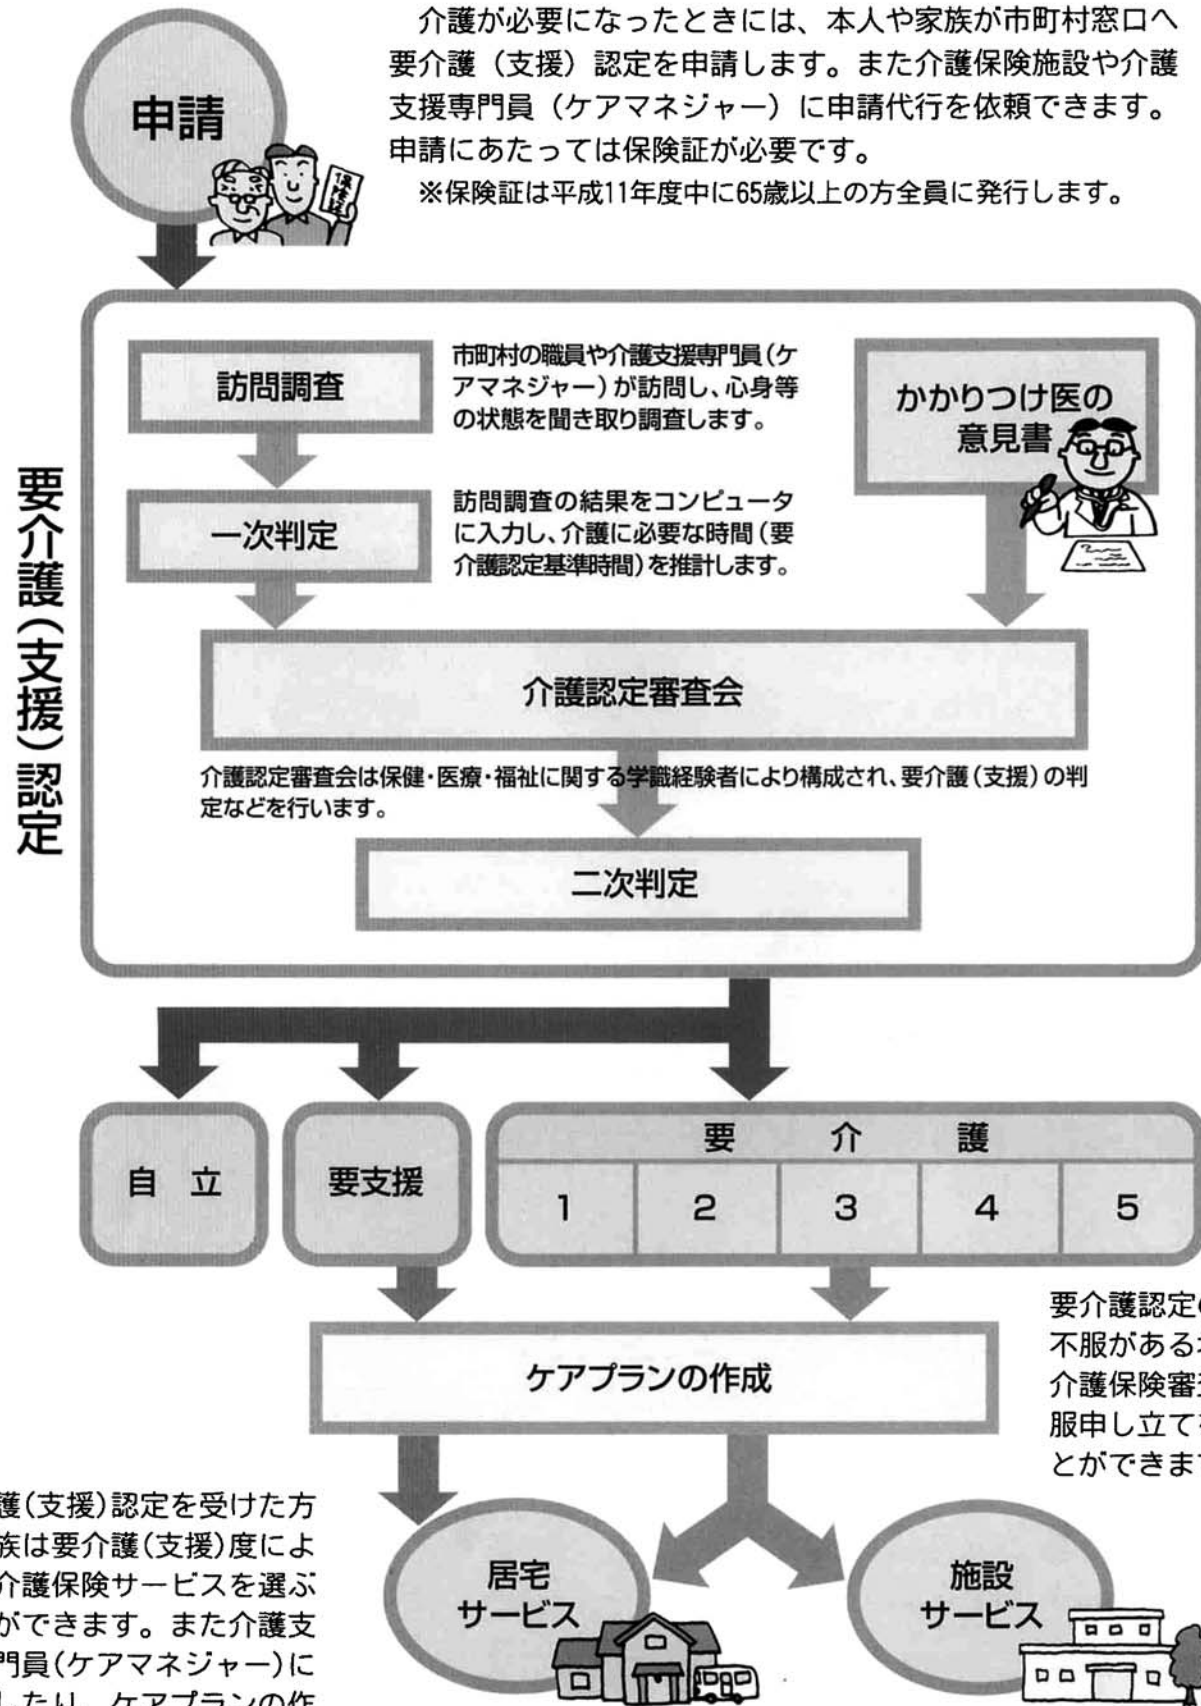 介護が必要になったときには、本人や家族が市町村窓口へ
要介護（支援）認定を申請します。また介護保険施設や介護
支援専門員（ケアマネジャー）に申請代行を依頼できます。
申請にあたっては保険証が必要です。
※保険証は平成11年度中に65歳以上の方全員に発行します。
申請
保険証
要介護（支援）認定
訪問調査
市町村の職員や介護支援専門員（ケ
アマネジャー）が訪問し、心身等
の状態を聞き取り調査します。
かかりつけ医の
意見書
一次判定
訪問調査の結果をコンピュータ
に入力し、介護に必要な時間（要
介護認定基準時間）を推計します。
介護認定審査会
介護認定審査会は保健・医療・福祉に関する学識経験者により構成され、要介護（支援）の判
定などを行います。
二次判定
自 立
要支援
要 介 護
1 2 3 4 5
ケアプランの作成
要介護認定
不服がある
介護保険審
服申し立て
とができま
護（支援）認定を受けた方
族は要介護（支援）度によ
介護保険サービスを選ぶ
ができます。また介護支
門員（ケアマネジャー）に
したり、ケアプランの作
居宅
サービス
施設
サービス